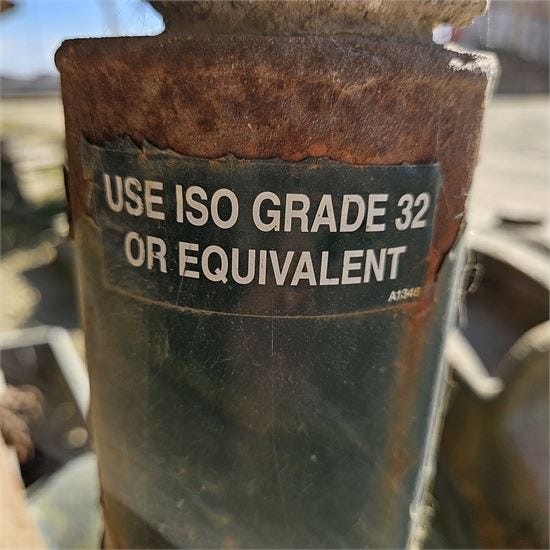 USE ISO GRADE 32
OR EQUIVALENT
A1346